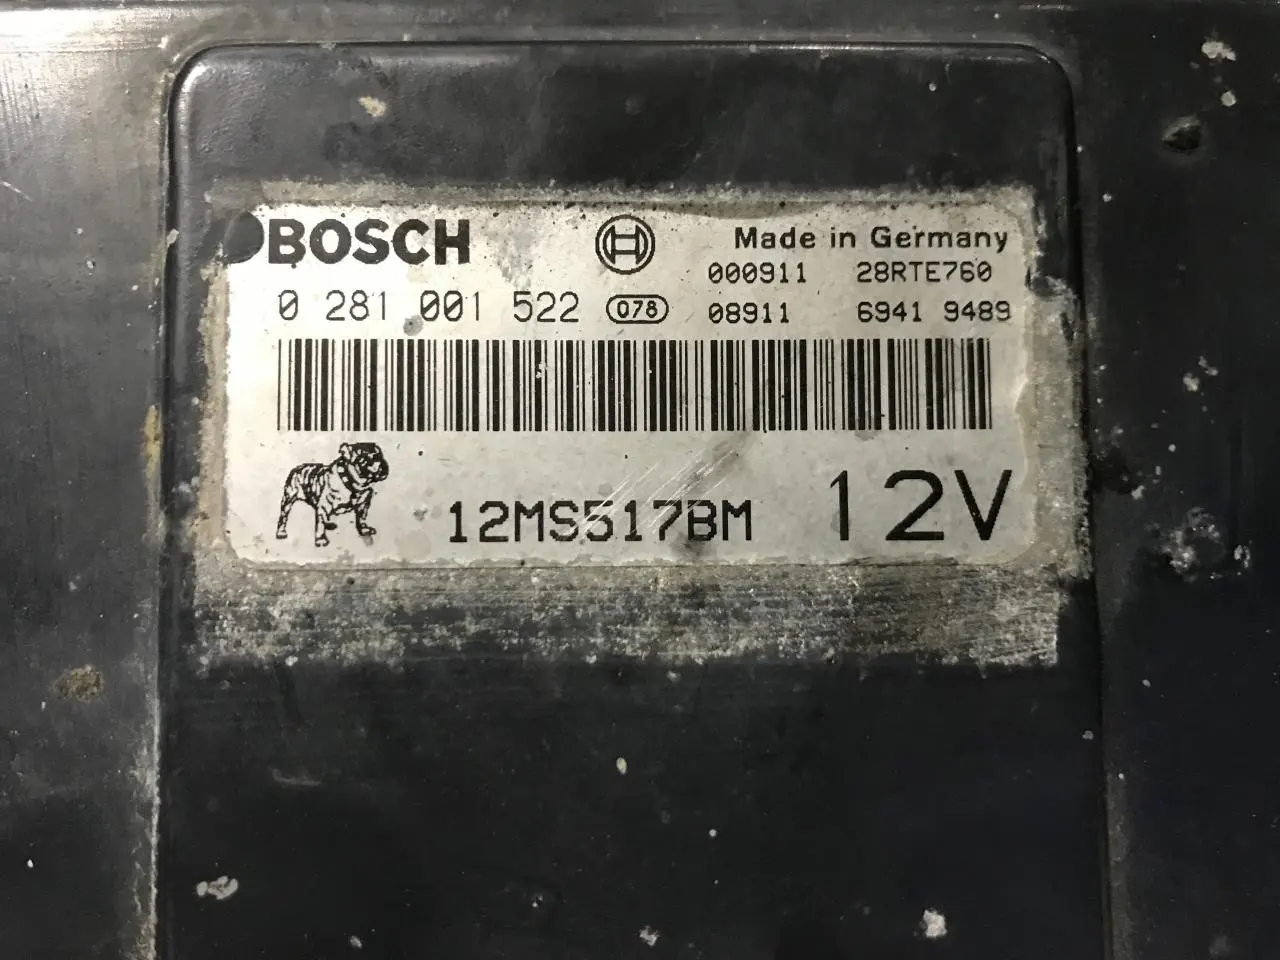 BOSCH Made in Germany
000911 28RTE760
0 281 001 522 078 08911 6941 9489
12MS517BM 12V